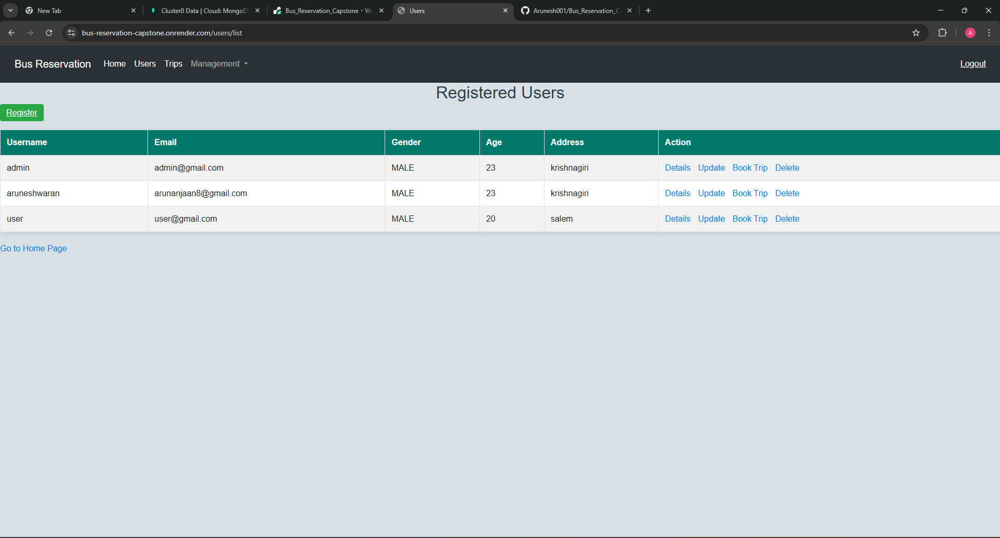 New Tab
Cluster0 Data | Cloud: MongoD
Bus_Reservation_Capstone · We
Users
Arunesh001/Bus_Reservation_C
bus-reservation-capstone.onrender.com/users/list
A
Bus Reservation Home Users Trips Management Logout
Registered Users
Register
Username Email Gender Age Address Action
admin admin@gmail.com MALE 23 krishnagiri Details Update Book Trip Delete
aruneshwaran arunanjaan8@gmail.com MALE 23 krishnagiri Details Update Book Trip Delete
user user@gmail.com MALE 20 salem Details Update Book Trip Delete
Go to Home Page